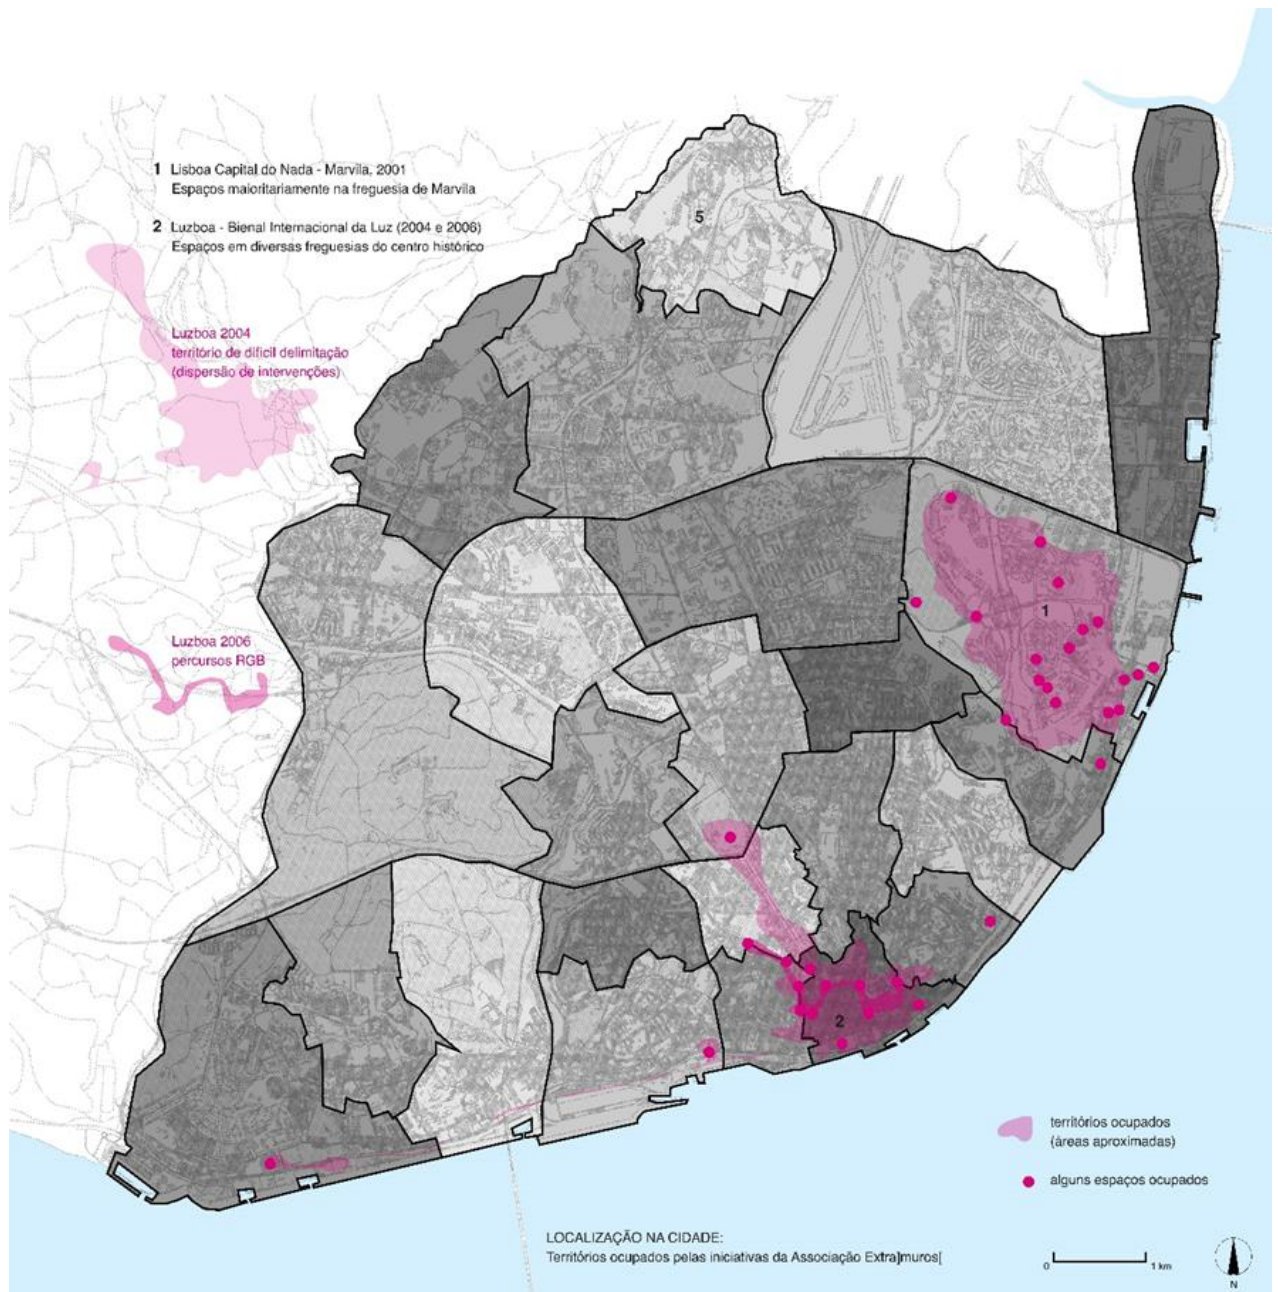 1 Lisboa Capital do Nada - Marvila, 2001
Espaços maioritariamente na freguesia de Marvila
2 Luzboa - Bienal Internacional da Luz (2004 e 2006)
Espaços em diversas freguesias do centro histórico
5
Luzboa 2004
território de difícil delimitação
(dispersão de intervenções)
1
Luzboa 2006
percursos RGB
2
territórios ocupados
(áreas aproximadas)
alguns espaços ocupados
LOCALIZAÇÃO NA CIDADE:
Territórios ocupados pelas iniciativas da Associação Extra]muros[
0 1 km
N